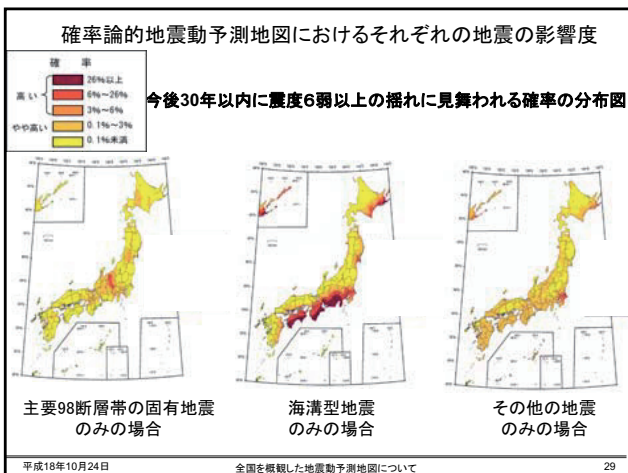 確率論的地震動予測地図におけるそれぞれの地震の影響度
確 率
高い
26%以上
6%~26%
3%~6%
やや高い
0.1%~3%
0.1%未満
今後30年以内に震度6弱以上の揺れに見舞われる確率の分布図
主要98断層帯の固有地震
のみの場合
海溝型地震
のみの場合
その他の地震
のみの場合
平成18年10月24日
全国を概観した地震動予測地図について
29